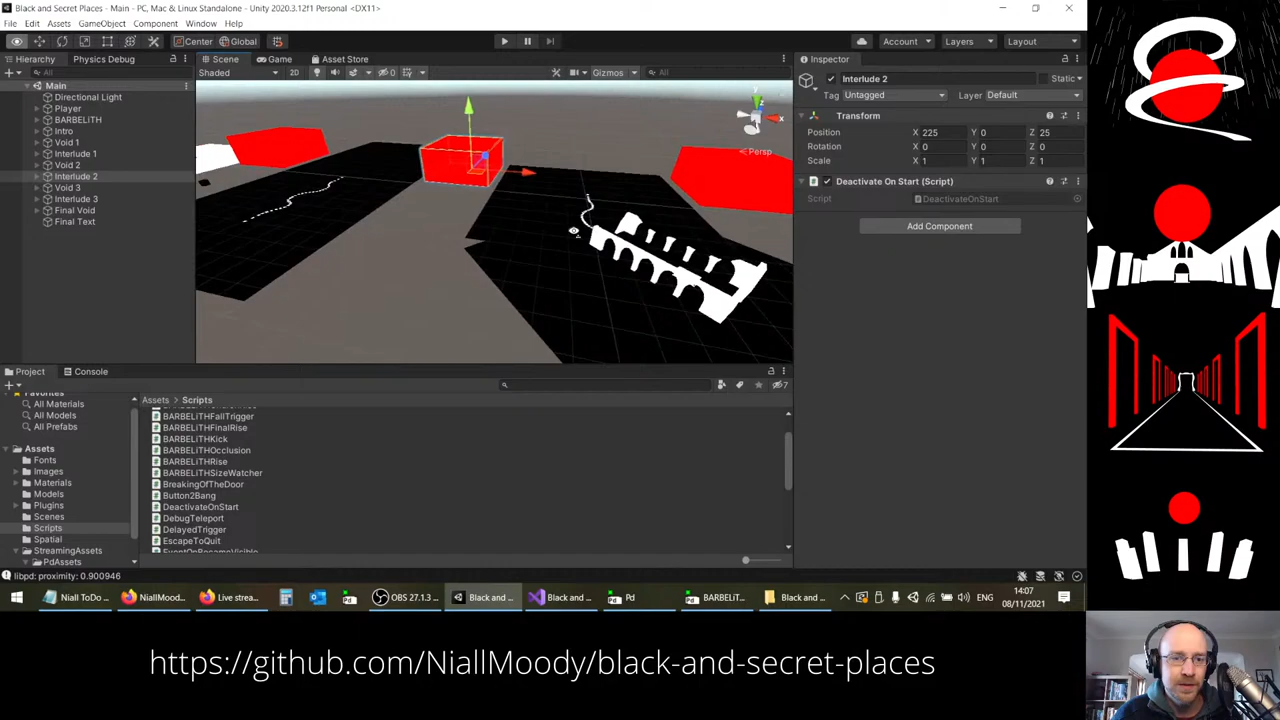 Black and Secret Places - Main - PC, Mac & Linux Standalone - Unity 2020.3.12f1 Personal <DX11>
File Edit Assets GameObject Component Window Help
Center Global
Account Layers Layout
Hierarchy Physics Debug
All
Main
Directional Light
Player
BARBELiTH
Intro
Void 1
Interlude 1
Void 2
Interlude 2
Void 3
Interlude 3
Final Void
Final Text
Scene Game Asset Store
Shaded 2D 0 Gizmos All
y
x
z
Persp
Inspector
Interlude 2 Static
Tag Untagged Layer Default
Transform
Position X 225 Y 0 Z 25
Rotation X 0 Y 0 Z 0
Scale X 1 Y 1 Z 1
Deactivate On Start (Script)
Script DeactivateOnStart
Add Component
Project Console
7
Favorites
All Materials
All Models
All Prefabs
Assets
Fonts
Images
Materials
Models
Plugins
Scenes
Scripts
Spatial
StreamingAssets
PdAssets
Assets > Scripts
BARBELiTHFallTrigger
BARBELiTHFinalRise
BARBELiTHKick
BARBELiTHOcclusion
BARBELiTHRise
BARBELiTHSizeWatcher
BreakingOfTheDoor
Button2Bang
DeactivateOnStart
DebugTeleport
DelayedTrigger
EscapeToQuit
EventOnBecameVisible
libpd: proximity: 0.900946
Niall ToDo ... NiallMood... Live strea... OBS 27.1.3 ... Black and ... Black and ... Pd BARBELiT... Black and ... ENG 14:07
08/11/2021
https://github.com/NiallMoody/black-and-secret-places